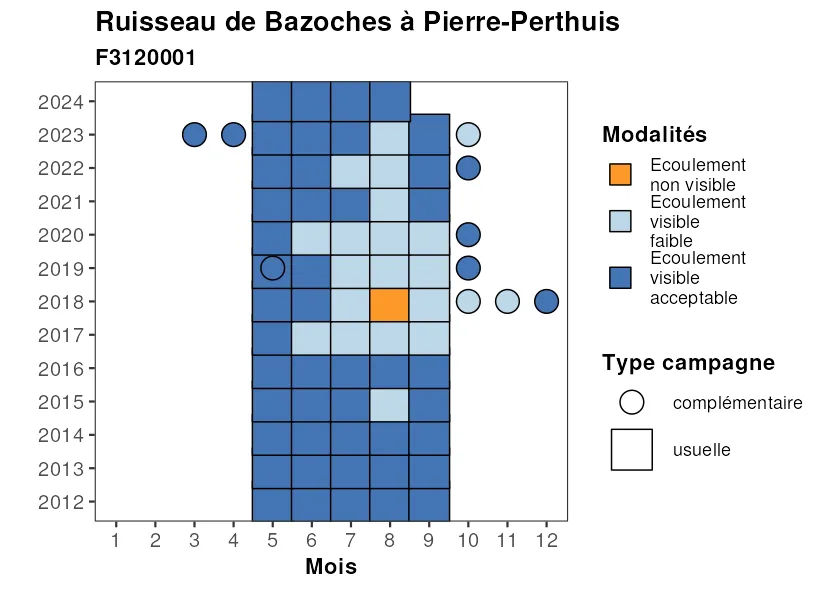 Ruisseau de Bazoches à Pierre-Perthuis
F3120001
2024
2023
2022
2021
2020
2019
2018
2017
2016
2015
2014
2013
2012
1 2 3 4 5 6 7 8 9 10 11 12
Mois
Modalités
Ecoulement
non visible
Ecoulement
visible
faible
Ecoulement
visible
acceptable
Type campagne
complémentaire
usuelle